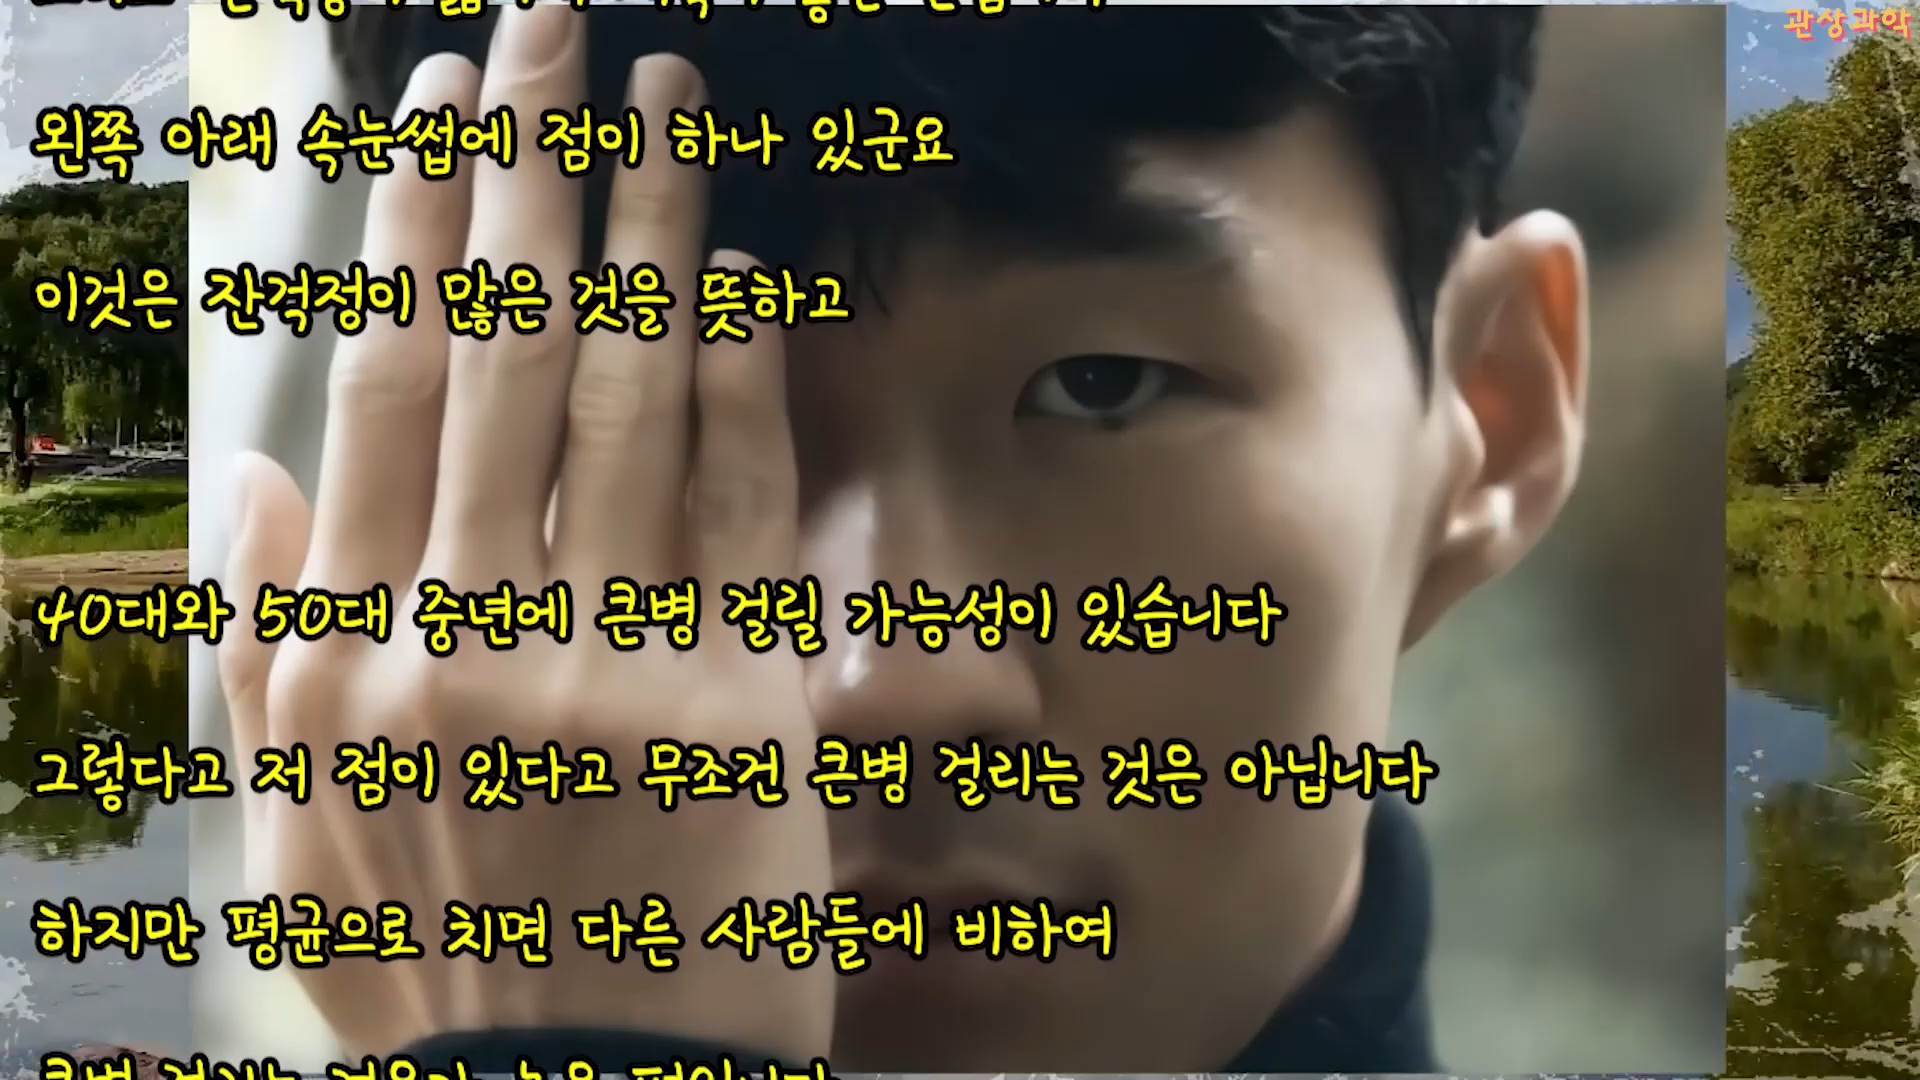 관상과학
왼쪽 아래 속눈썹에 점이 하나 있군요
이것은 잔걱정이 많은 것을 뜻하고
40대와 50대 중년에 큰병 걸릴 가능성이 있습니다
그렇다고 저 점이 있다고 무조건 큰병 걸리는 것은 아닙니다
하지만 평균으로 치면 다른 사람들에 비하여